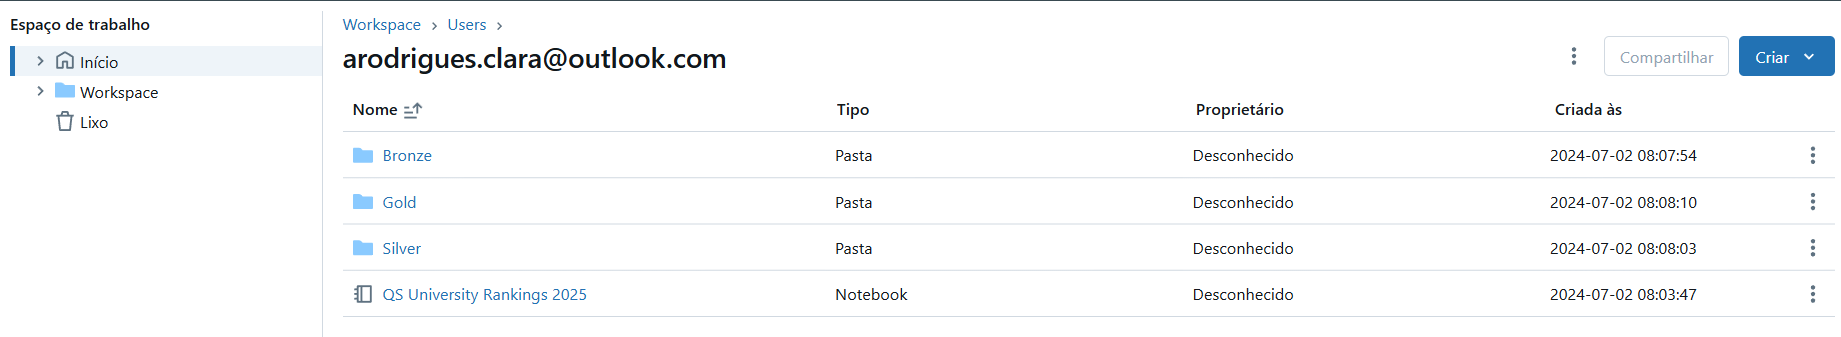 Espaço de trabalho
Início
Workspace
Lixo
Workspace › Users ›
arodrigues.clara@outlook.com
Compartilhar
Criar
Nome Tipo Proprietário Criada às
Bronze Pasta Desconhecido 2024-07-02 08:07:54
Gold Pasta Desconhecido 2024-07-02 08:08:10
Silver Pasta Desconhecido 2024-07-02 08:08:03
QS University Rankings 2025 Notebook Desconhecido 2024-07-02 08:03:47